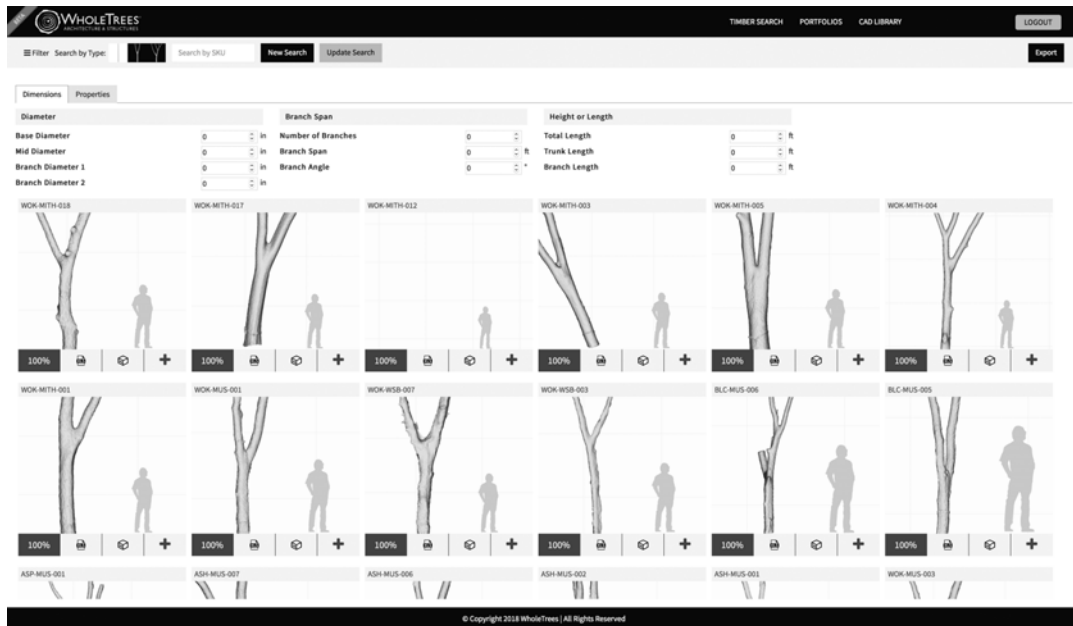 BETA
WHOLETREES
ARCHITECTURE & STRUCTURES
TIMBER SEARCH PORTFOLIOS CAD LIBRARY LOGOUT
Filter Search by Type: Search by SKU New Search Update Search Export
Dimensions Properties
Diameter Branch Span Height or Length
Base Diameter 0 in Number of Branches 0 Total Length 0 ft
Mid Diameter 0 in Branch Span 0 ft Trunk Length 0 ft
Branch Diameter 1 0 in Branch Angle 0 ° Branch Length 0 ft
Branch Diameter 2 0 in
WOK-MITH-018 WOK-MITH-017 WOK-MITH-012 WOK-MITH-003 WOK-MITH-005 WOK-MITH-004
100% 100% 100% 100% 100% 100%
WOK-MITH-001 WOK-MUS-001 WOK-WSB-007 WOK-WSB-003 BLC-MUS-006 BLC-MUS-005
100% 100% 100% 100% 100% 100%
ASP-MUS-001 ASH-MUS-007 ASH-MUS-006 ASH-MUS-002 ASH-MUS-001 WOK-MUS-003
© Copyright 2018 WholeTrees | All Rights Reserved